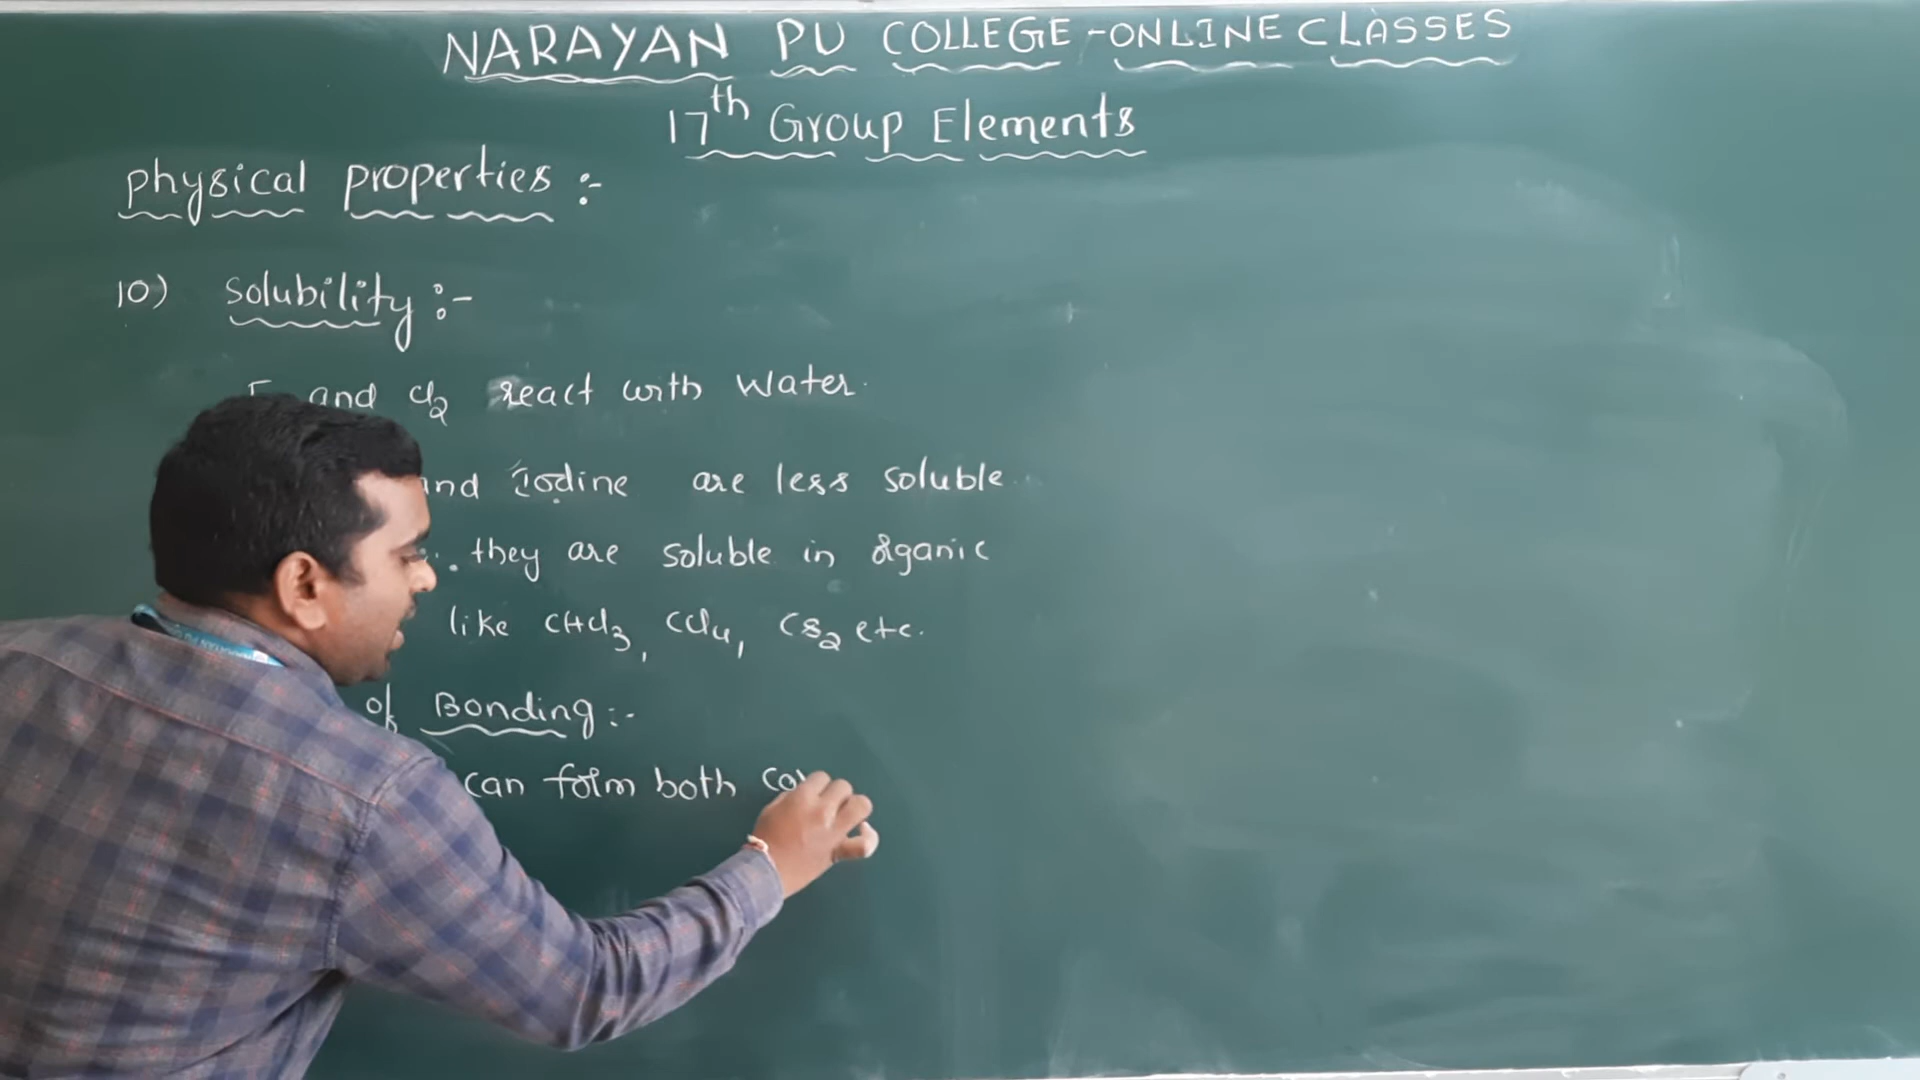 NARAYAN PU COLLEGE - ONLINE CLASSES
17th Group Elements
physical properties :-
10) solubility :-
and Cl2 react with Water.
and Iodine are less soluble
they are soluble in organic
like CHCl3, CCl4, CS2 etc.
of Bonding :-
can form both